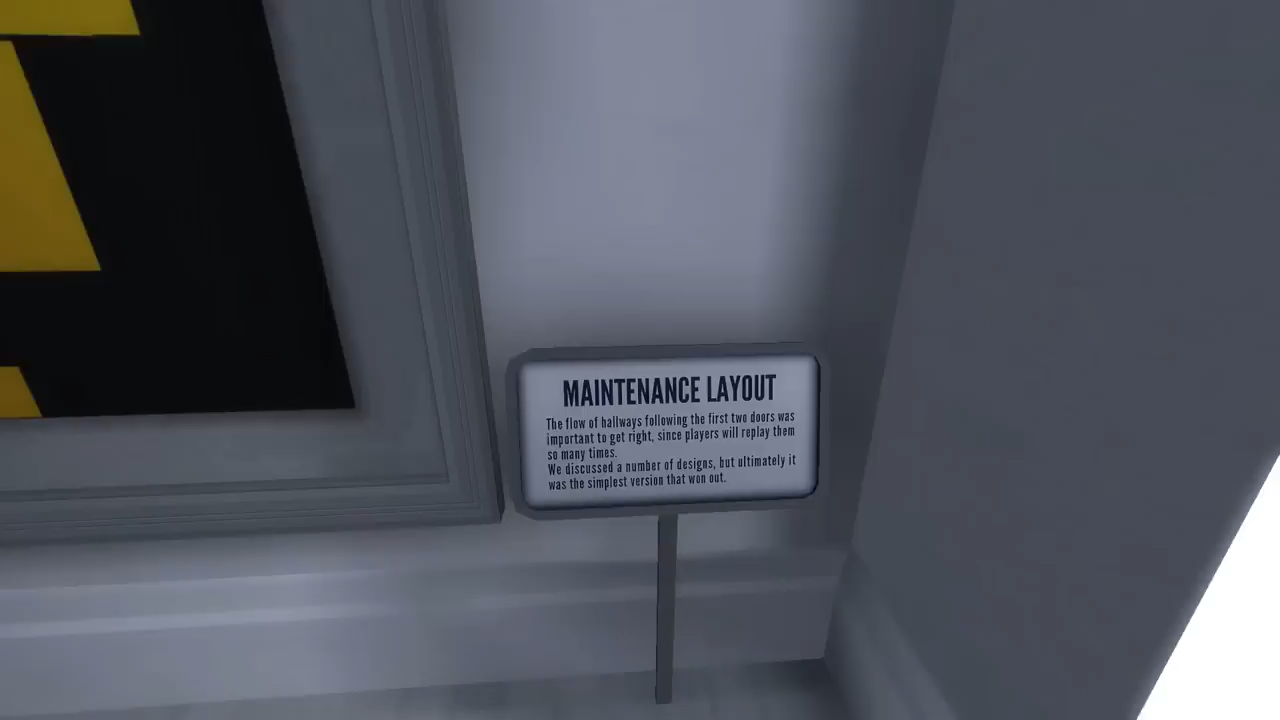 MAINTENANCE LAYOUT
The flow of hallways following the first two doors was
important to get right, since players will replay them
so many times.
We discussed a number of designs, but ultimately it
was the simplest version that won out.